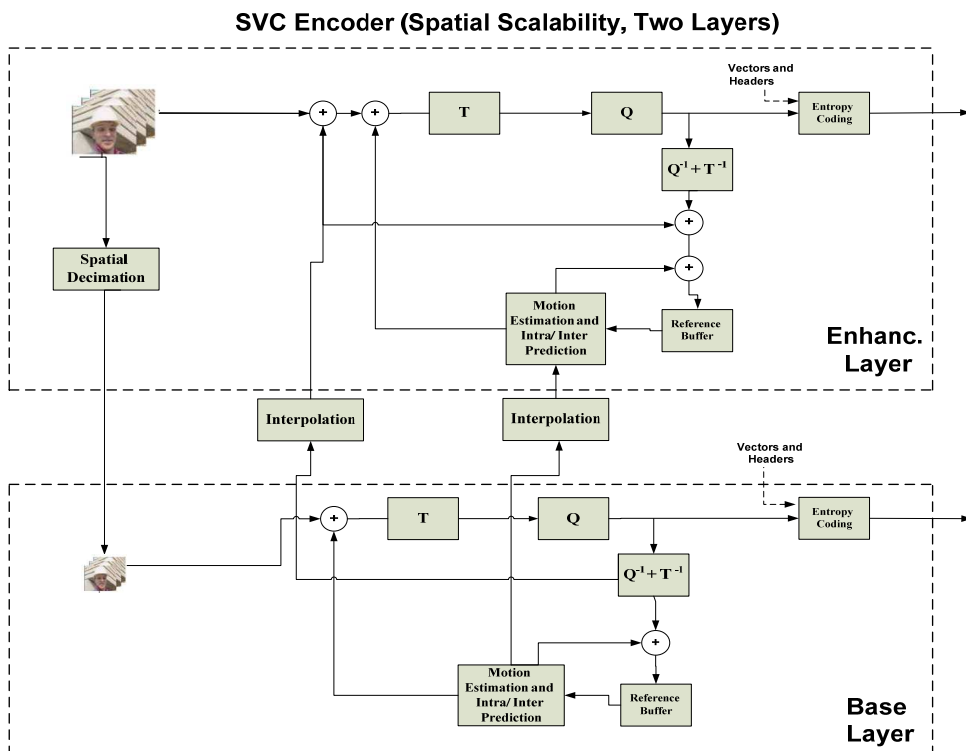 SVC Encoder (Spatial Scalability, Two Layers)
Vectors and
Headers
T
Q
Entropy
Coding
Q⁻¹ + T⁻¹
+
+
+
+
Spatial
Decimation
Motion
Estimation and
Intra/ Inter
Prediction
Reference
Buffer
Enhanc.
Layer
Interpolation
Interpolation
Vectors and
Headers
+
T
Q
Entropy
Coding
Q⁻¹ + T⁻¹
+
Motion
Estimation and
Intra/ Inter
Prediction
Reference
Buffer
Base
Layer